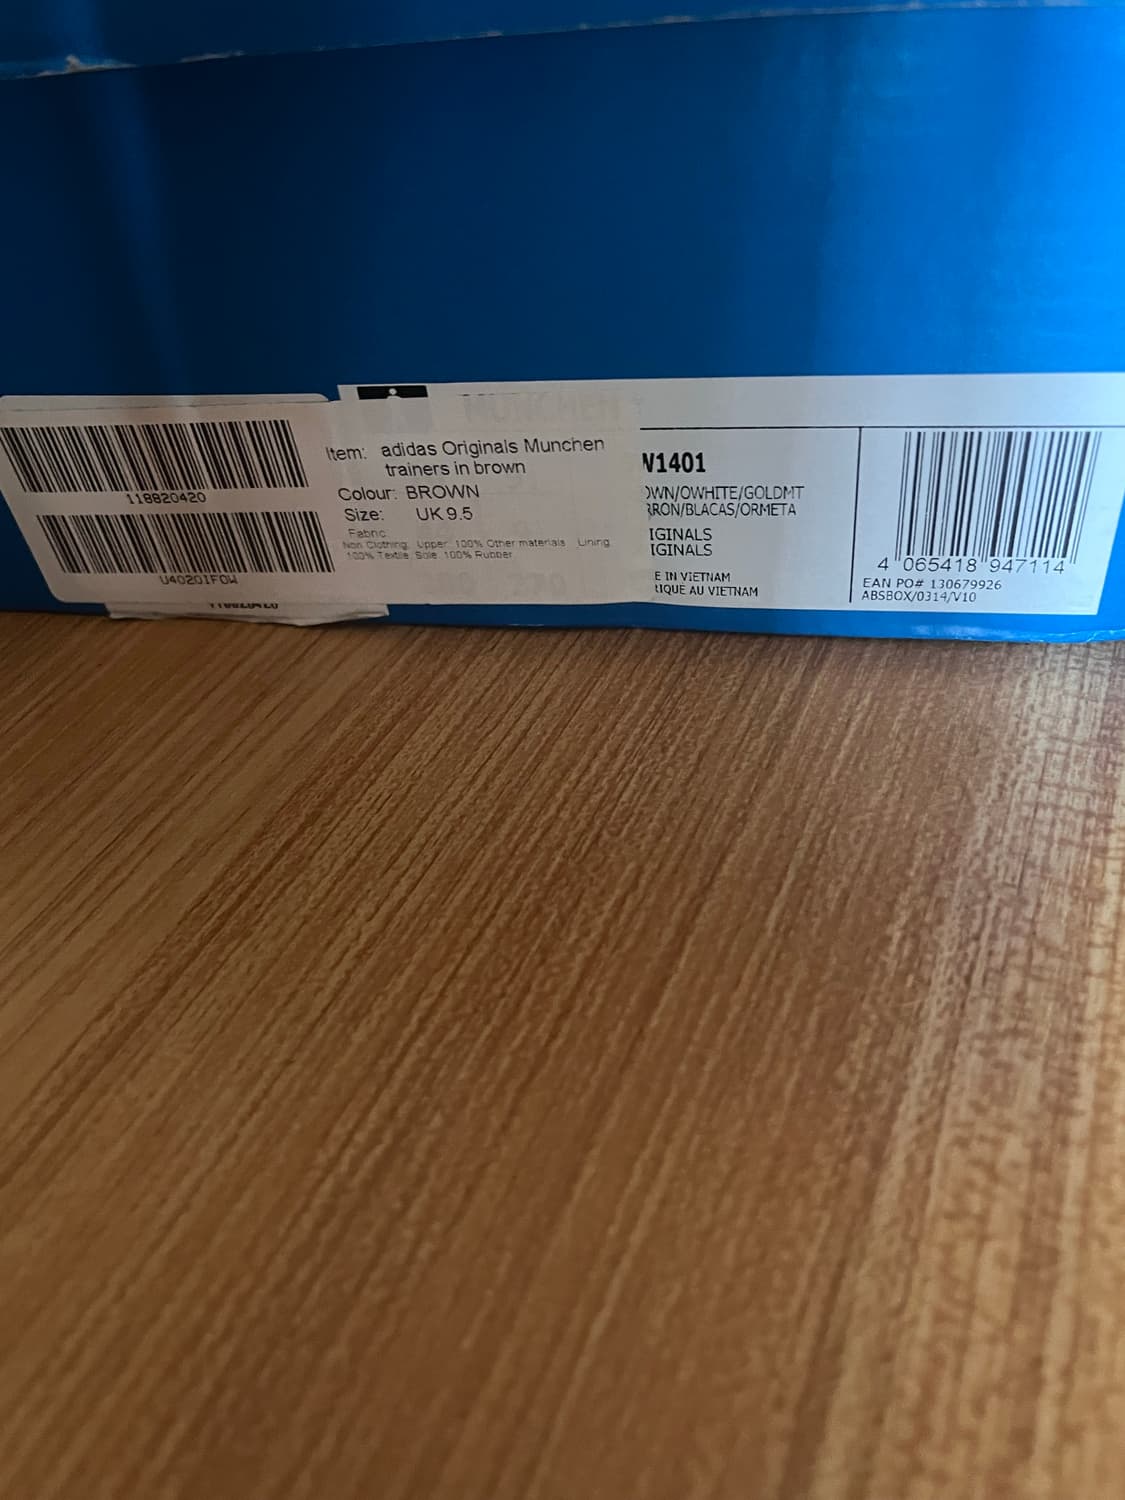 118820420
U4020IFOW
Item: adidas Originals Munchen
trainers in brown
Colour: BROWN
Size: UK 9.5
Fabric:
Non Clothing: Upper: 100% Other materials Lining:
100% Textile Sole: 100% Rubber
MUNCHEN
W1401
OWN/OWHITE/GOLDMT
RRON/BLACAS/ORMETA
IGINALS
IGINALS
E IN VIETNAM
RIQUE AU VIETNAM
4 065418 947114
EAN PO# 130679926
ABSBOX/0314/V10